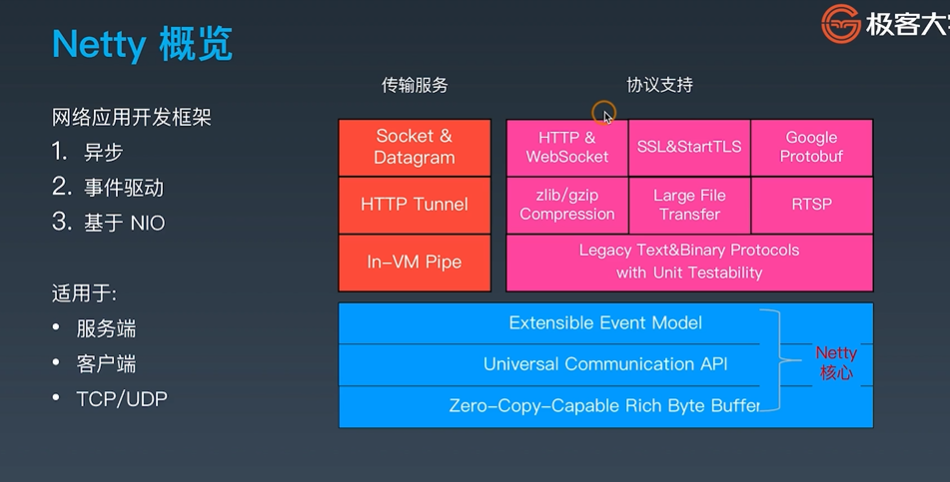 Netty 概览
极客大
网络应用开发框架
1. 异步
2. 事件驱动
3. 基于 NIO
适用于:
• 服务端
• 客户端
• TCP/UDP
传输服务
Socket &
Datagram
HTTP Tunnel
In-VM Pipe
协议支持
HTTP &
WebSocket
SSL&StartTLS
Google
Protobuf
zlib/gzip
Compression
Large File
Transfer
RTSP
Legacy Text&Binary Protocols
with Unit Testability
Extensible Event Model
Universal Communication API
Zero-Copy-Capable Rich Byte Buffer
Netty
核心